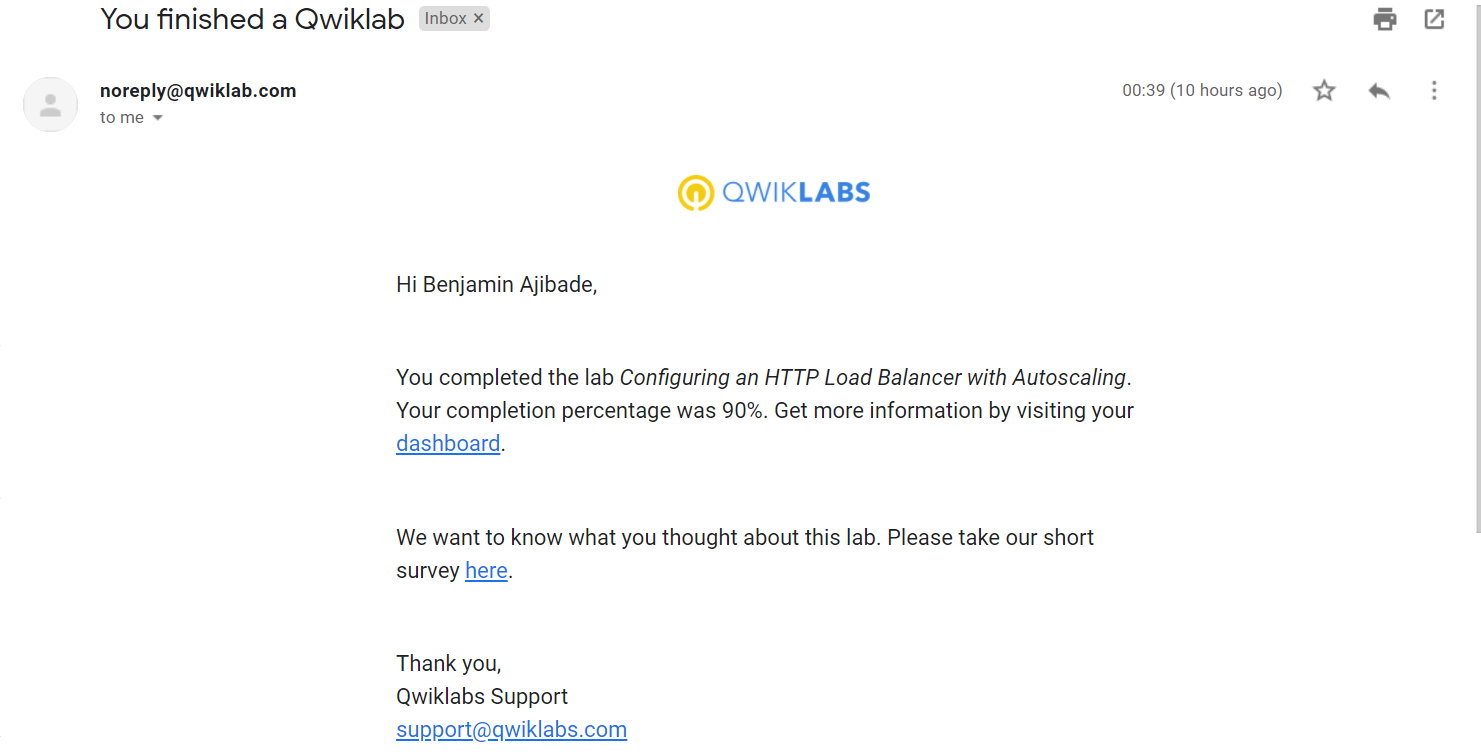 You finished a Qwiklab Inbox ×
noreply@qwiklab.com 00:39 (10 hours ago)
to me
QWIKLABS
Hi Benjamin Ajibade,
You completed the lab Configuring an HTTP Load Balancer with Autoscaling.
Your completion percentage was 90%. Get more information by visiting your
dashboard.
We want to know what you thought about this lab. Please take our short
survey here.
Thank you,
Qwiklabs Support
support@qwiklabs.com